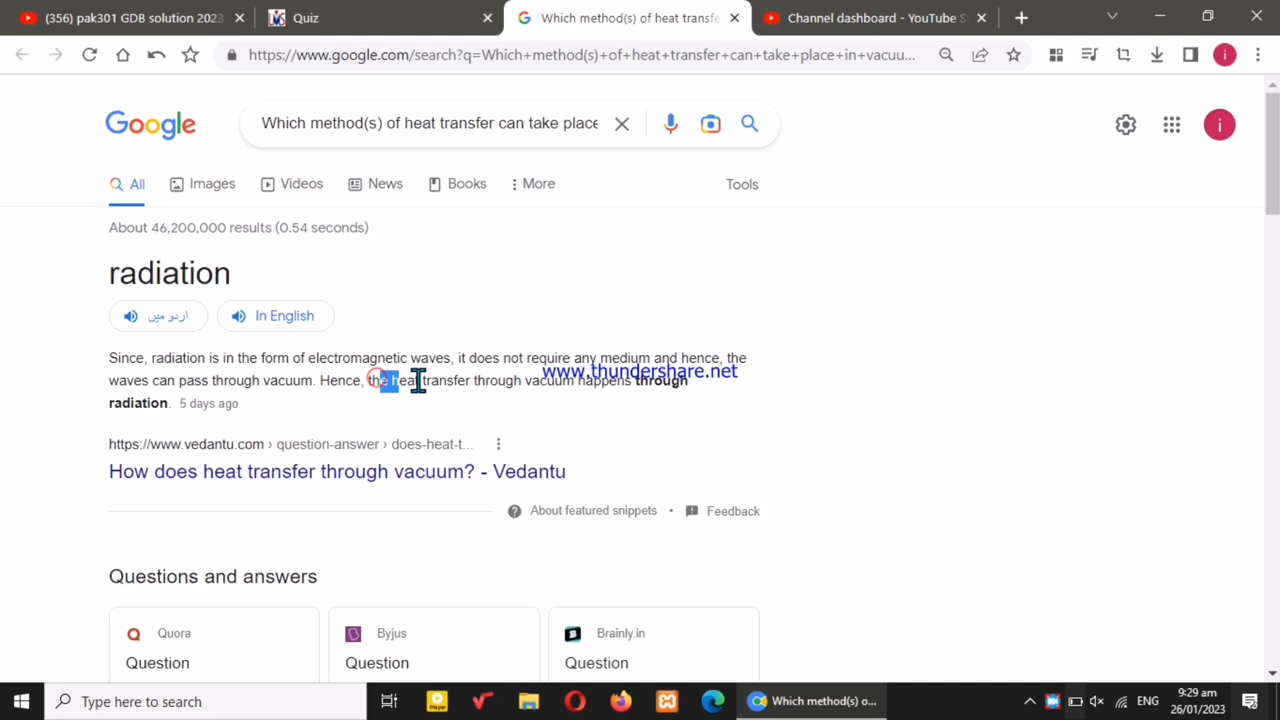 (356) pak301 GDB solution 2023
Quiz
Which method(s) of heat transfe
Channel dashboard - YouTube S
https://www.google.com/search?q=Which+method(s)+of+heat+transfer+can+take+place+in+vacuu...
i
Google
Which method(s) of heat transfer can take place
i
All
Images
Videos
News
Books
More
Tools
About 46,200,000 results (0.54 seconds)
radiation
اردو میں
In English
Since, radiation is in the form of electromagnetic waves, it does not require any medium and hence, the
waves can pass through vacuum. Hence, the heat transfer through vacuum happens through
radiation. 5 days ago
www.thundershare.net
https://www.vedantu.com › question-answer › does-heat-t...
How does heat transfer through vacuum? - Vedantu
About featured snippets • Feedback
Questions and answers
Quora
Byjus
Brainly.in
Question
Question
Question
Type here to search
Player
Which method(s) o...
ENG
9:29 am
26/01/2023